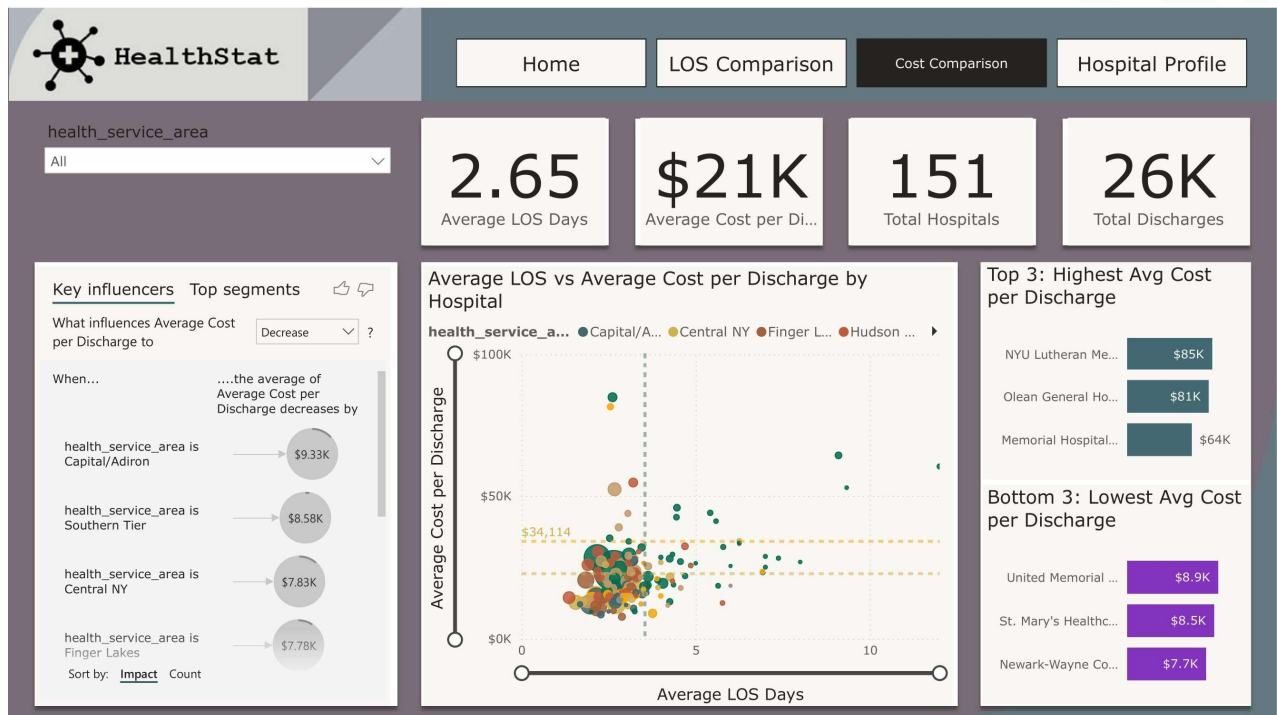 HealthStat
Home
LOS Comparison
Cost Comparison
Hospital Profile
health_service_area
All
2.65
Average LOS Days
$21K
Average Cost per Di...
151
Total Hospitals
26K
Total Discharges
Key influencers
Top segments
What influences Average Cost
per Discharge to
Decrease
?
When...
....the average of
Average Cost per
Discharge decreases by
health_service_area is
Capital/Adiron
$9.33K
health_service_area is
Southern Tier
$8.58K
health_service_area is
Central NY
$7.83K
health_service_area is
Finger Lakes
$7.78K
Sort by: Impact Count
Average LOS vs Average Cost per Discharge by
Hospital
health_service_a... Capital/A... Central NY Finger L... Hudson ...
Average Cost per Discharge
$100K
$50K
$34,114
$0K
0
5
10
Average LOS Days
Top 3: Highest Avg Cost
per Discharge
NYU Lutheran Me...
$85K
Olean General Ho...
$81K
Memorial Hospital...
$64K
Bottom 3: Lowest Avg Cost
per Discharge
United Memorial ...
$8.9K
St. Mary's Healthc...
$8.5K
Newark-Wayne Co...
$7.7K